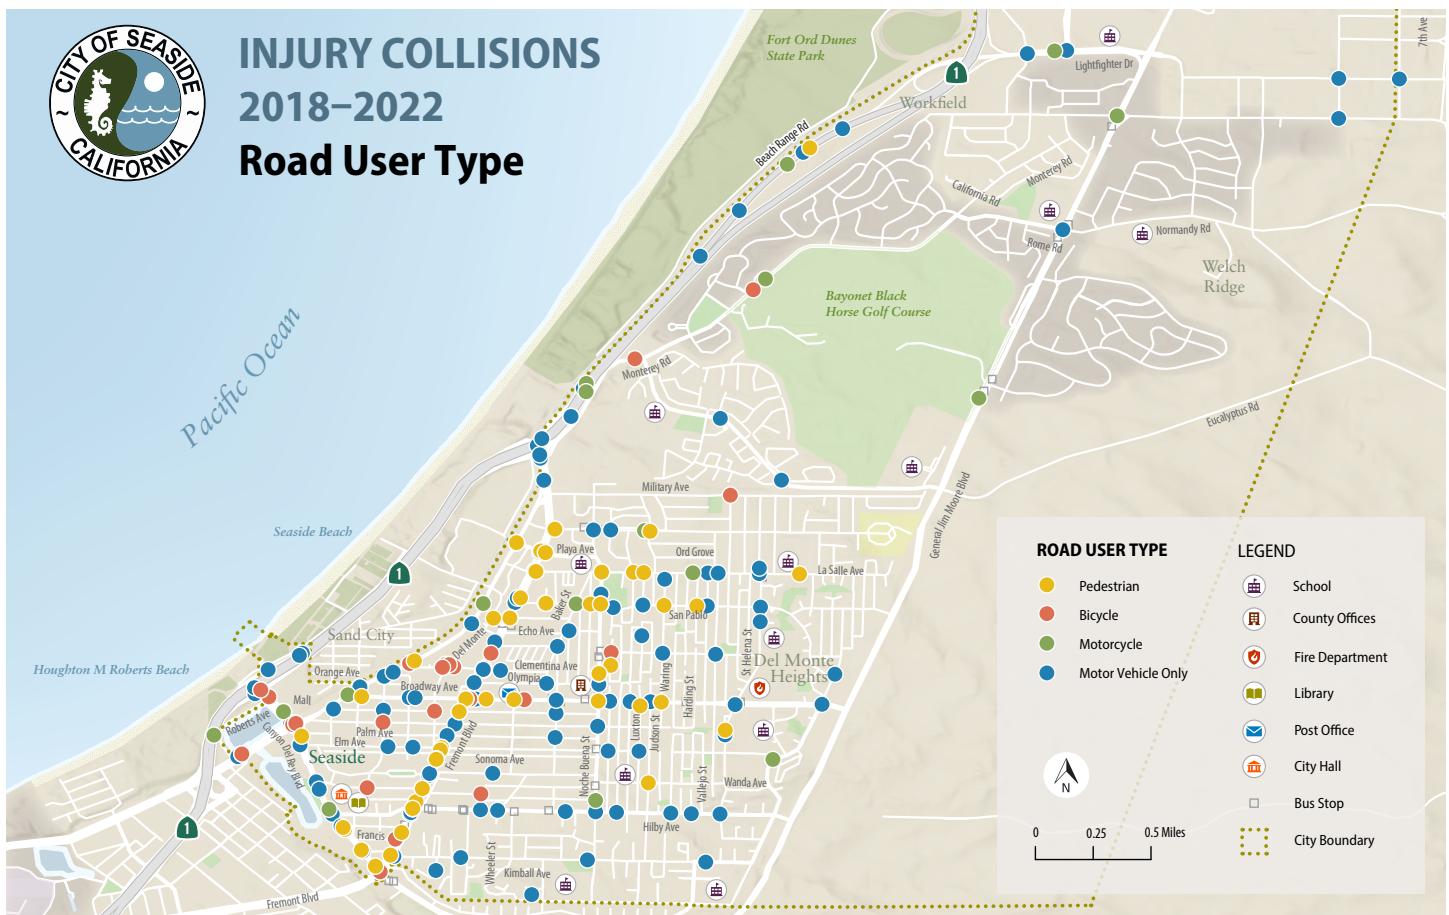 CITY OF SEASIDE
~ ~
CALIFORNIA
INJURY COLLISIONS
2018–2022
Road User Type
Fort Ord Dunes
State Park
1
Workfield
Lightfighter Dr
7th Ave
Beach Range Rd
California Rd
Monterey Rd
Rome Rd
Normandy Rd
Welch
Ridge
Bayonet Black
Horse Golf Course
Pacific Ocean
Monterey Rd
Eucalyptus Rd
Military Ave
General Jim Moore Blvd
Seaside Beach
1
Playa Ave
Ord Grove
La Salle Ave
Baker St
San Pablo
Sand City
Del Monte
Echo Ave
St Helena St
Del Monte
Heights
Houghton M Roberts Beach
Orange Ave
Clementina Ave
Olympia
Waring
Broadway Ave
Harding St
Mall
Roberts Ave
Canyon Del Rey Blvd
Palm Ave
Elm Ave
Fremont Blvd
Luxton
Judson St
Seaside
Sonoma Ave
Noche Buena St
Vallejo St
Wanda Ave
1
Francis
Hilby Ave
Wheeler St
Kimball Ave
Fremont Blvd
ROAD USER TYPE
Pedestrian
Bicycle
Motorcycle
Motor Vehicle Only
N
0 0.25 0.5 Miles
LEGEND
School
County Offices
Fire Department
Library
Post Office
City Hall
Bus Stop
City Boundary